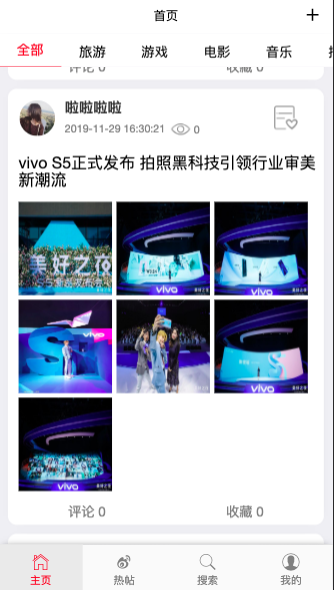 首页
全部 旅游 游戏 电影 音乐
评论 0 收藏 0
啦啦啦啦
2019-11-29 16:30:21 0
vivo S5正式发布 拍照黑科技引领行业审美
新潮流
美好之夜
vivo
vivo
S
vivo
评论 0 收藏 0
主页 热帖 搜索 我的